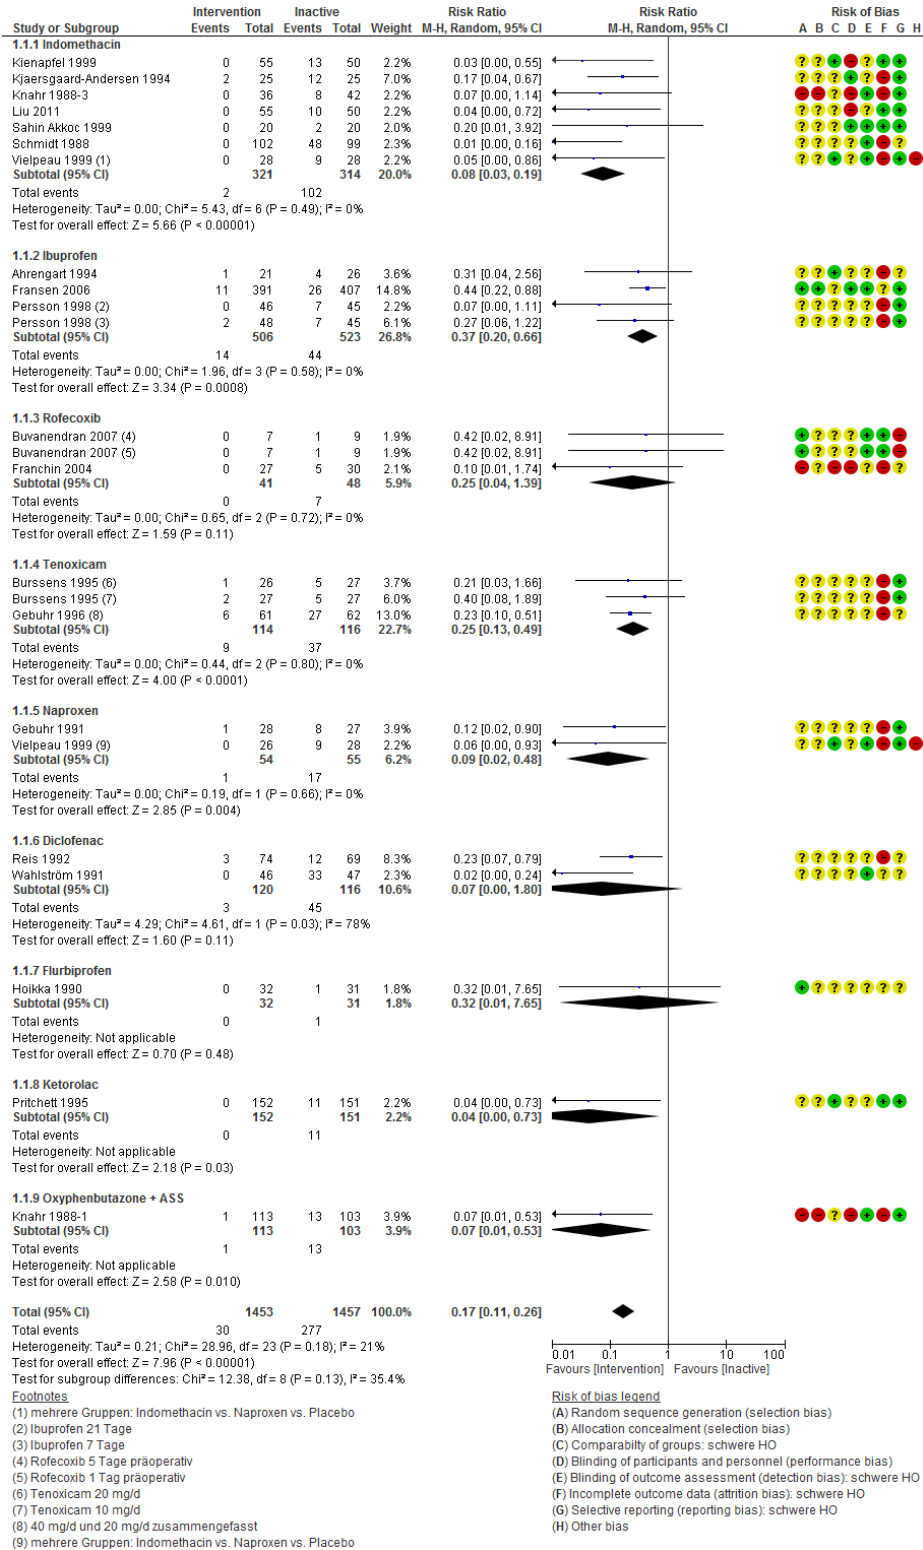 Intervention Inactive Risk Ratio Risk Ratio Risk of Bias
Study or Subgroup Events Total Events Total Weight M-H, Random, 95% CI M-H, Random, 95% CI A B C D E F G H
1.1.1 Indomethacin
Kienapfel 1999 0 55 13 50 2.2% 0.03 [0.00, 0.55] ? ? + - ? + +
Kjaersgaard-Andersen 1994 2 25 12 25 7.0% 0.17 [0.04, 0.67] ? ? ? + ? - +
Knahr 1988-3 0 36 8 42 2.2% 0.07 [0.00, 1.14] - - ? - + - +
Liu 2011 0 55 10 50 2.2% 0.04 [0.00, 0.72] ? ? ? - ? + +
Sahin Akkoc 1999 0 20 2 20 2.0% 0.20 [0.01, 3.92] ? ? ? + + + +
Schmidt 1988 0 102 48 99 2.3% 0.01 [0.00, 0.16] ? ? ? ? + - ?
Vielpeau 1999 (1) 0 28 9 28 2.2% 0.05 [0.00, 0.86] ? ? + ? + - + -
Subtotal (95% CI) 321 314 20.0% 0.08 [0.03, 0.19]
Total events 2 102
Heterogeneity: Tau² = 0.00; Chi² = 5.43, df = 6 (P = 0.49); I² = 0%
Test for overall effect: Z = 5.66 (P < 0.00001)
1.1.2 Ibuprofen
Ahrengart 1994 1 21 4 26 3.6% 0.31 [0.04, 2.56] ? ? + ? ? - ?
Fransen 2006 11 391 26 407 14.8% 0.44 [0.22, 0.88] + + ? + + ? +
Persson 1998 (2) 0 46 7 45 2.2% 0.07 [0.00, 1.11] ? ? ? ? ? - +
Persson 1998 (3) 2 48 7 45 6.1% 0.27 [0.06, 1.22] ? ? ? ? ? - +
Subtotal (95% CI) 506 523 26.8% 0.37 [0.20, 0.66]
Total events 14 44
Heterogeneity: Tau² = 0.00; Chi² = 1.96, df = 3 (P = 0.58); I² = 0%
Test for overall effect: Z = 3.34 (P = 0.0008)
1.1.3 Rofecoxib
Buvanendran 2007 (4) 0 7 1 9 1.9% 0.42 [0.02, 8.91] + ? ? ? + + -
Buvanendran 2007 (5) 0 7 1 9 1.9% 0.42 [0.02, 8.91] + ? ? ? + + -
Franchin 2004 0 27 5 30 2.1% 0.10 [0.01, 1.74] - ? - - ? - ?
Subtotal (95% CI) 41 48 5.9% 0.25 [0.04, 1.39]
Total events 0 7
Heterogeneity: Tau² = 0.00; Chi² = 0.65, df = 2 (P = 0.72); I² = 0%
Test for overall effect: Z = 1.59 (P = 0.11)
1.1.4 Tenoxicam
Burssens 1995 (6) 1 26 5 27 3.7% 0.21 [0.03, 1.66] ? ? ? ? ? - +
Burssens 1995 (7) 2 27 5 27 6.0% 0.40 [0.08, 1.89] ? ? ? ? ? - +
Gebuhr 1996 (8) 6 61 27 62 13.0% 0.23 [0.10, 0.51] ? ? ? ? ? - ?
Subtotal (95% CI) 114 116 22.7% 0.25 [0.13, 0.49]
Total events 9 37
Heterogeneity: Tau² = 0.00; Chi² = 0.44, df = 2 (P = 0.80); I² = 0%
Test for overall effect: Z = 4.00 (P < 0.0001)
1.1.5 Naproxen
Gebuhr 1991 1 28 8 27 3.9% 0.12 [0.02, 0.90] ? ? ? ? ? - +
Vielpeau 1999 (9) 0 26 9 28 2.2% 0.06 [0.00, 0.93] ? ? + ? + - + -
Subtotal (95% CI) 54 55 6.2% 0.09 [0.02, 0.48]
Total events 1 17
Heterogeneity: Tau² = 0.00; Chi² = 0.19, df = 1 (P = 0.66); I² = 0%
Test for overall effect: Z = 2.85 (P = 0.004)
1.1.6 Diclofenac
Reis 1992 3 74 12 69 8.3% 0.23 [0.07, 0.79] ? ? ? ? ? - ?
Wahlström 1991 0 46 33 47 2.3% 0.02 [0.00, 0.24] ? ? ? ? + ? ?
Subtotal (95% CI) 120 116 10.6% 0.07 [0.00, 1.80]
Total events 3 45
Heterogeneity: Tau² = 4.29; Chi² = 4.61, df = 1 (P = 0.03); I² = 78%
Test for overall effect: Z = 1.60 (P = 0.11)
1.1.7 Flurbiprofen
Hoikka 1990 0 32 1 31 1.8% 0.32 [0.01, 7.65] + ? ? ? ? ? ?
Subtotal (95% CI) 32 31 1.8% 0.32 [0.01, 7.65]
Total events 0 1
Heterogeneity: Not applicable
Test for overall effect: Z = 0.70 (P = 0.48)
1.1.8 Ketorolac
Pritchett 1995 0 152 11 151 2.2% 0.04 [0.00, 0.73] ? ? + ? ? + +
Subtotal (95% CI) 152 151 2.2% 0.04 [0.00, 0.73]
Total events 0 11
Heterogeneity: Not applicable
Test for overall effect: Z = 2.18 (P = 0.03)
1.1.9 Oxyphenbutazone + ASS
Knahr 1988-1 1 113 13 103 3.9% 0.07 [0.01, 0.53] - - ? - + - +
Subtotal (95% CI) 113 103 3.9% 0.07 [0.01, 0.53]
Total events 1 13
Heterogeneity: Not applicable
Test for overall effect: Z = 2.58 (P = 0.010)
Total (95% CI) 1453 1457 100.0% 0.17 [0.11, 0.26]
Total events 30 277
Heterogeneity: Tau² = 0.21; Chi² = 28.96, df = 23 (P = 0.18); I² = 21%
Test for overall effect: Z = 7.96 (P < 0.00001)
Test for subgroup differences: Chi² = 12.38, df = 8 (P = 0.13), I² = 35.4%
0.01 0.1 1 10 100
Favours [Intervention] Favours [Inactive]
Footnotes
(1) mehrere Gruppen: Indomethacin vs. Naproxen vs. Placebo
(2) Ibuprofen 21 Tage
(3) Ibuprofen 7 Tage
(4) Rofecoxib 5 Tage präoperativ
(5) Rofecoxib 1 Tag präoperativ
(6) Tenoxicam 20 mg/d
(7) Tenoxicam 10 mg/d
(8) 40 mg/d und 20 mg/d zusammengefasst
(9) mehrere Gruppen: Indomethacin vs. Naproxen vs. Placebo
Risk of bias legend
(A) Random sequence generation (selection bias)
(B) Allocation concealment (selection bias)
(C) Comparabilty of groups: schwere HO
(D) Blinding of participants and personnel (performance bias)
(E) Blinding of outcome assessment (detection bias): schwere HO
(F) Incomplete outcome data (attrition bias): schwere HO
(G) Selective reporting (reporting bias): schwere HO
(H) Other bias